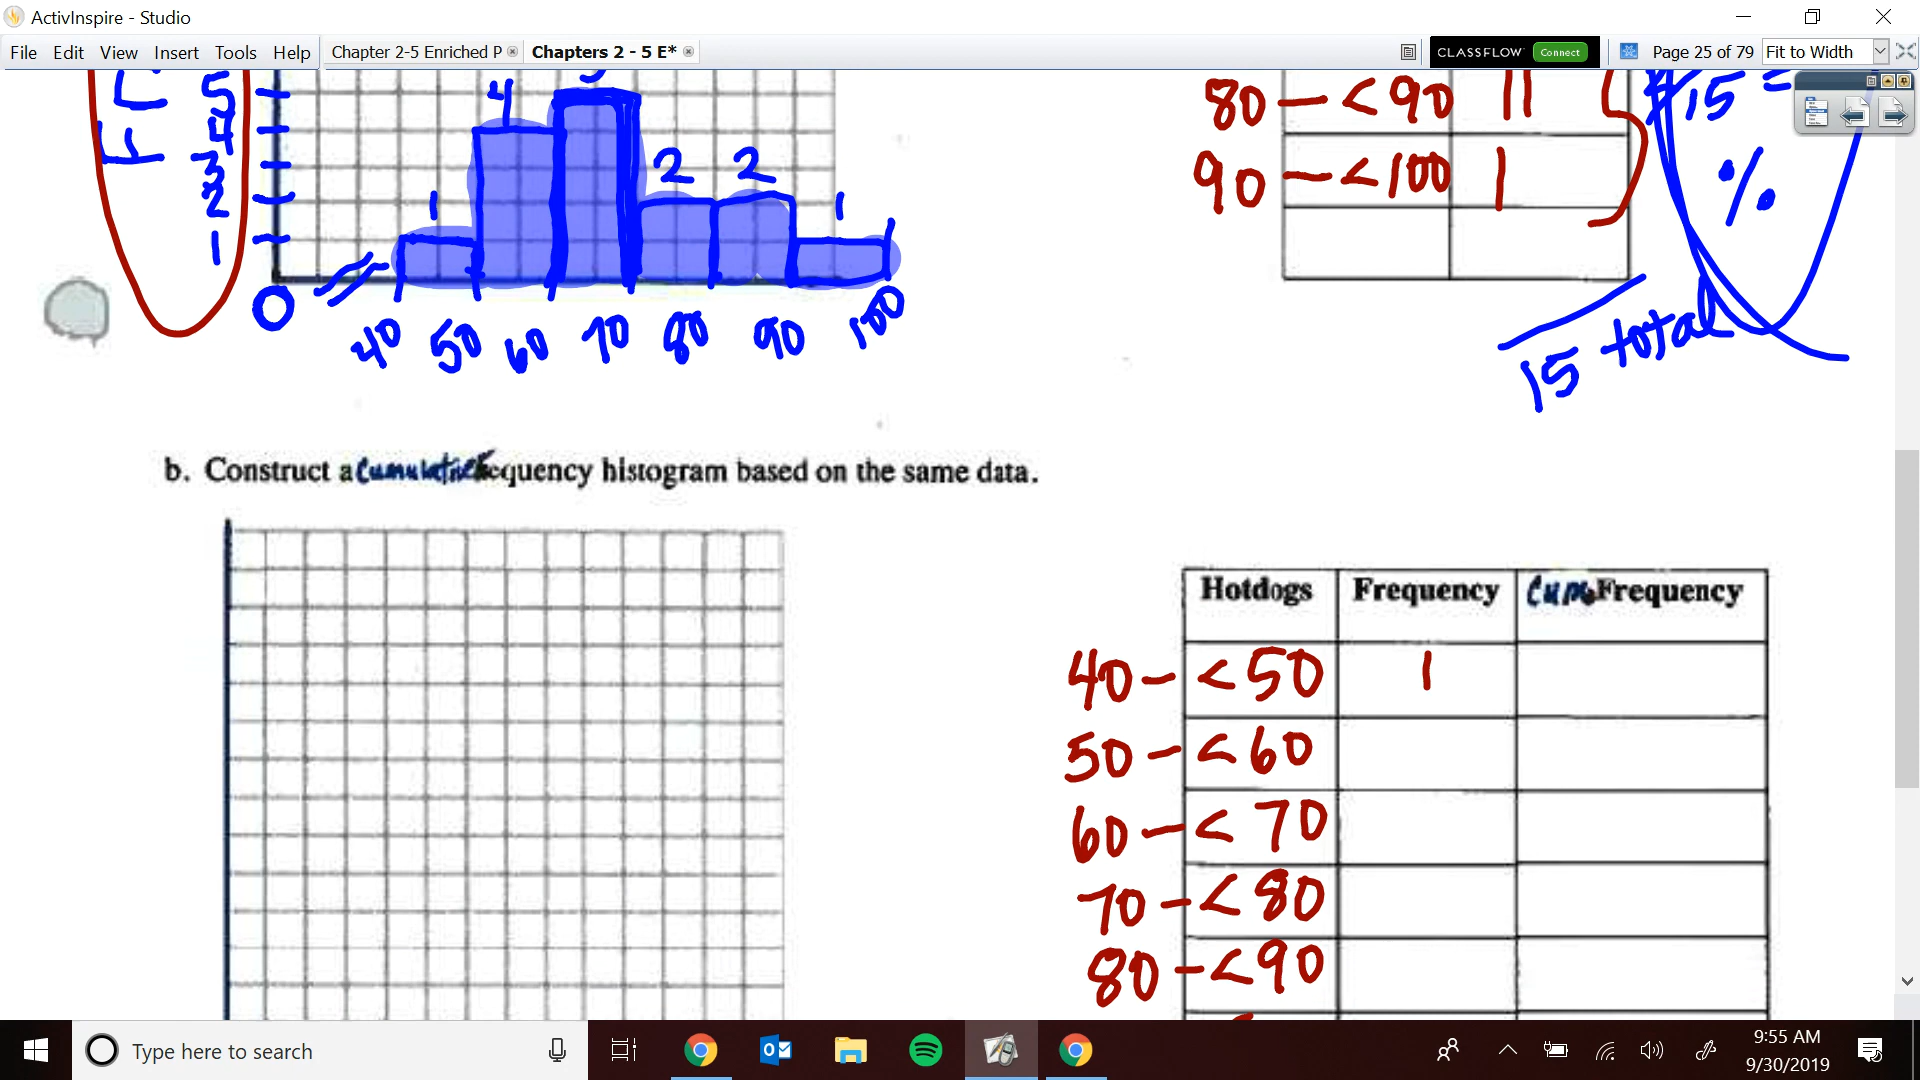 ActivInspire - Studio
File Edit View Insert Tools Help
Chapter 2-5 Enriched P
Chapters 2 - 5 E*
CLASSFLOW Connect
Page 25 of 79
Fit to Width
5
4
3
2
1
0
4
1
2
2
1
40 50 60 70 80 90 100
80 - < 90 11
90 - < 100 1
15 =
%
15 total
b. Construct a cumulative frequency histogram based on the same data.
Hotdogs Frequency Cum. Frequency
40 - < 50 1
50 - < 60
60 - < 70
70 - < 80
80 - < 90
Type here to search
9:55 AM
9/30/2019